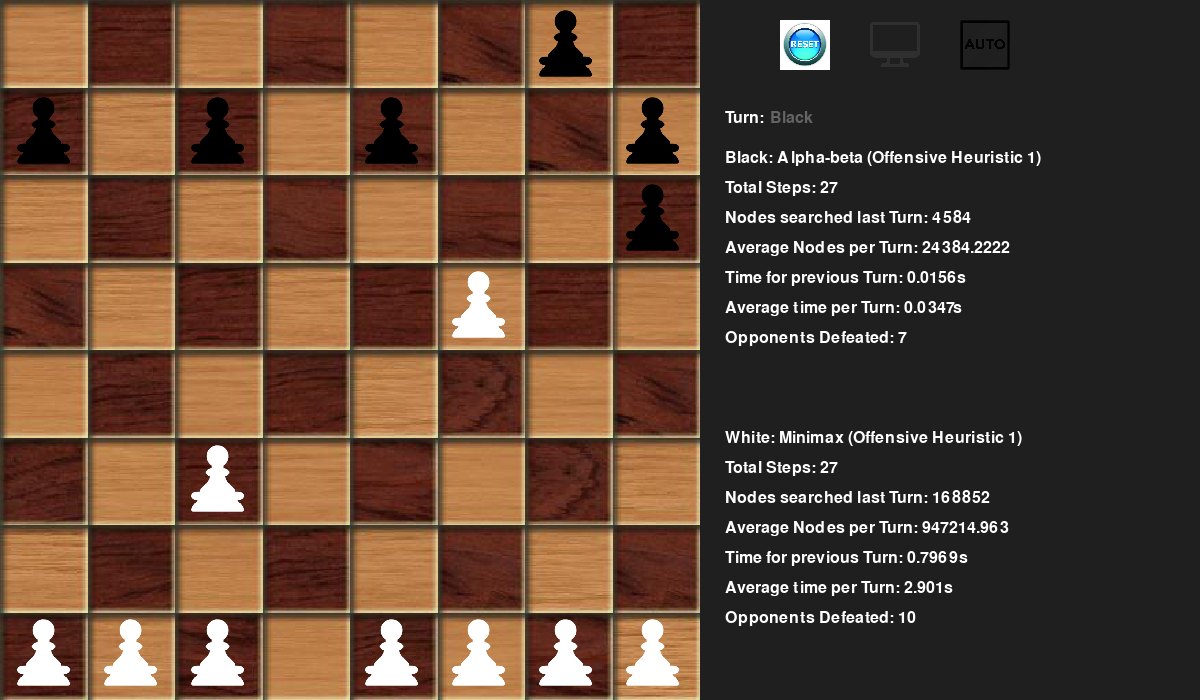 RESET
AUTO
Turn: Black
Black: Alpha-beta (Offensive Heuristic 1)
Total Steps: 27
Nodes searched last Turn: 4584
Average Nodes per Turn: 24384.2222
Time for previous Turn: 0.0156s
Average time per Turn: 0.0347s
Opponents Defeated: 7
White: Minimax (Offensive Heuristic 1)
Total Steps: 27
Nodes searched last Turn: 168852
Average Nodes per Turn: 947214.963
Time for previous Turn: 0.7969s
Average time per Turn: 2.901s
Opponents Defeated: 10